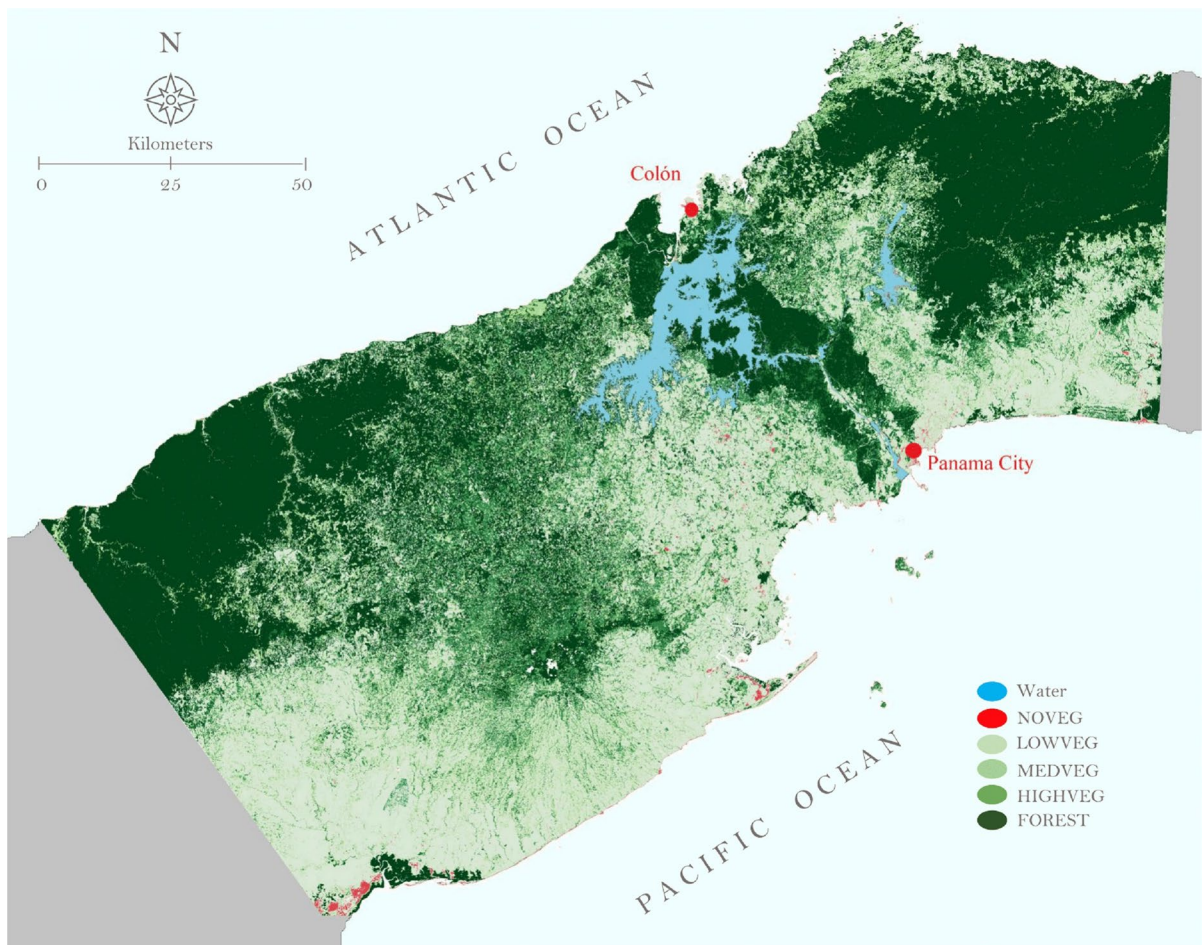 N
Kilometers
0 25 50
ATLANTIC OCEAN
Colón
Panama City
Water
NOVEG
LOWVEG
MEDVEG
HIGHVEG
FOREST
PACIFIC OCEAN